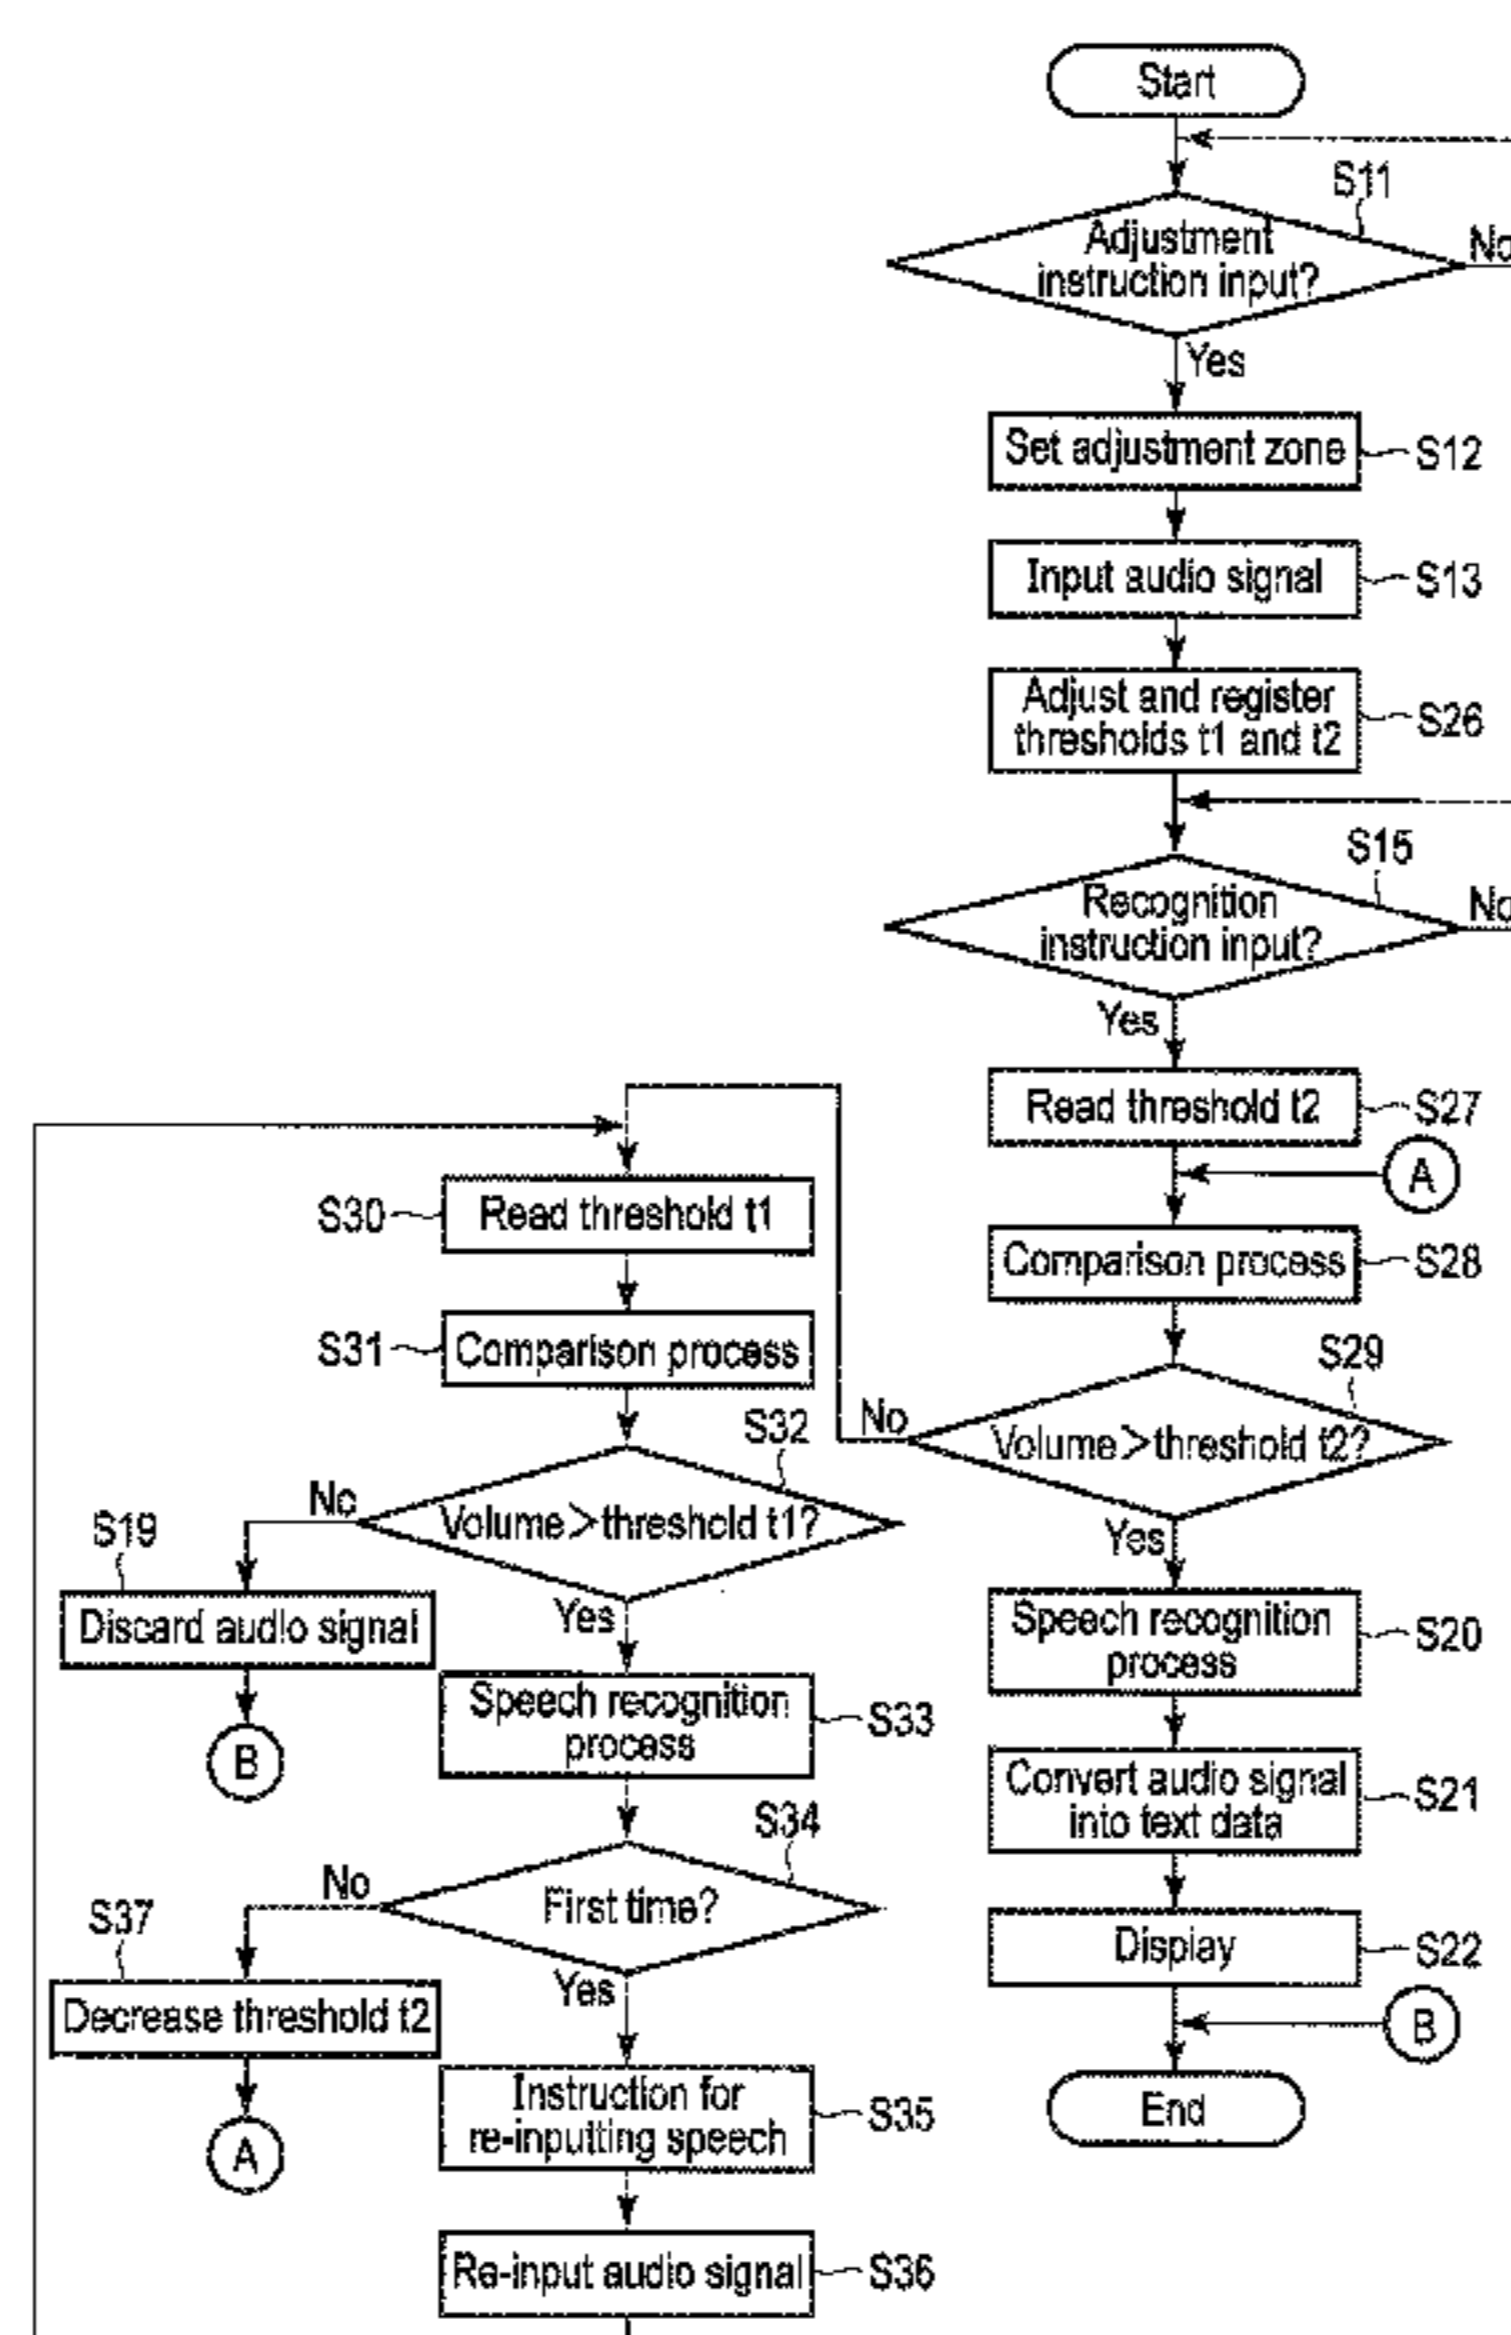 Start
S11
Adjustment
instruction input?
No
Yes
Set adjustment zone
S12
Input audio signal
S13
Adjust and register
thresholds t1 and t2
S26
S15
Recognition
instruction input?
No
Yes
Read threshold t2
S27
A
Comparison process
S28
S29
Volume>threshold t2?
No
Yes
Speech recognition
process
S20
Convert audio signal
into text data
S21
Display
S22
B
End
S30
Read threshold t1
S31
Comparison process
S32
Volume>threshold t1?
No
S19
Discard audio signal
B
Yes
Speech recognition
process
S33
S34
First time?
No
S37
Decrease threshold t2
A
Yes
Instruction for
re-inputting speech
S35
Re-input audio signal
S36